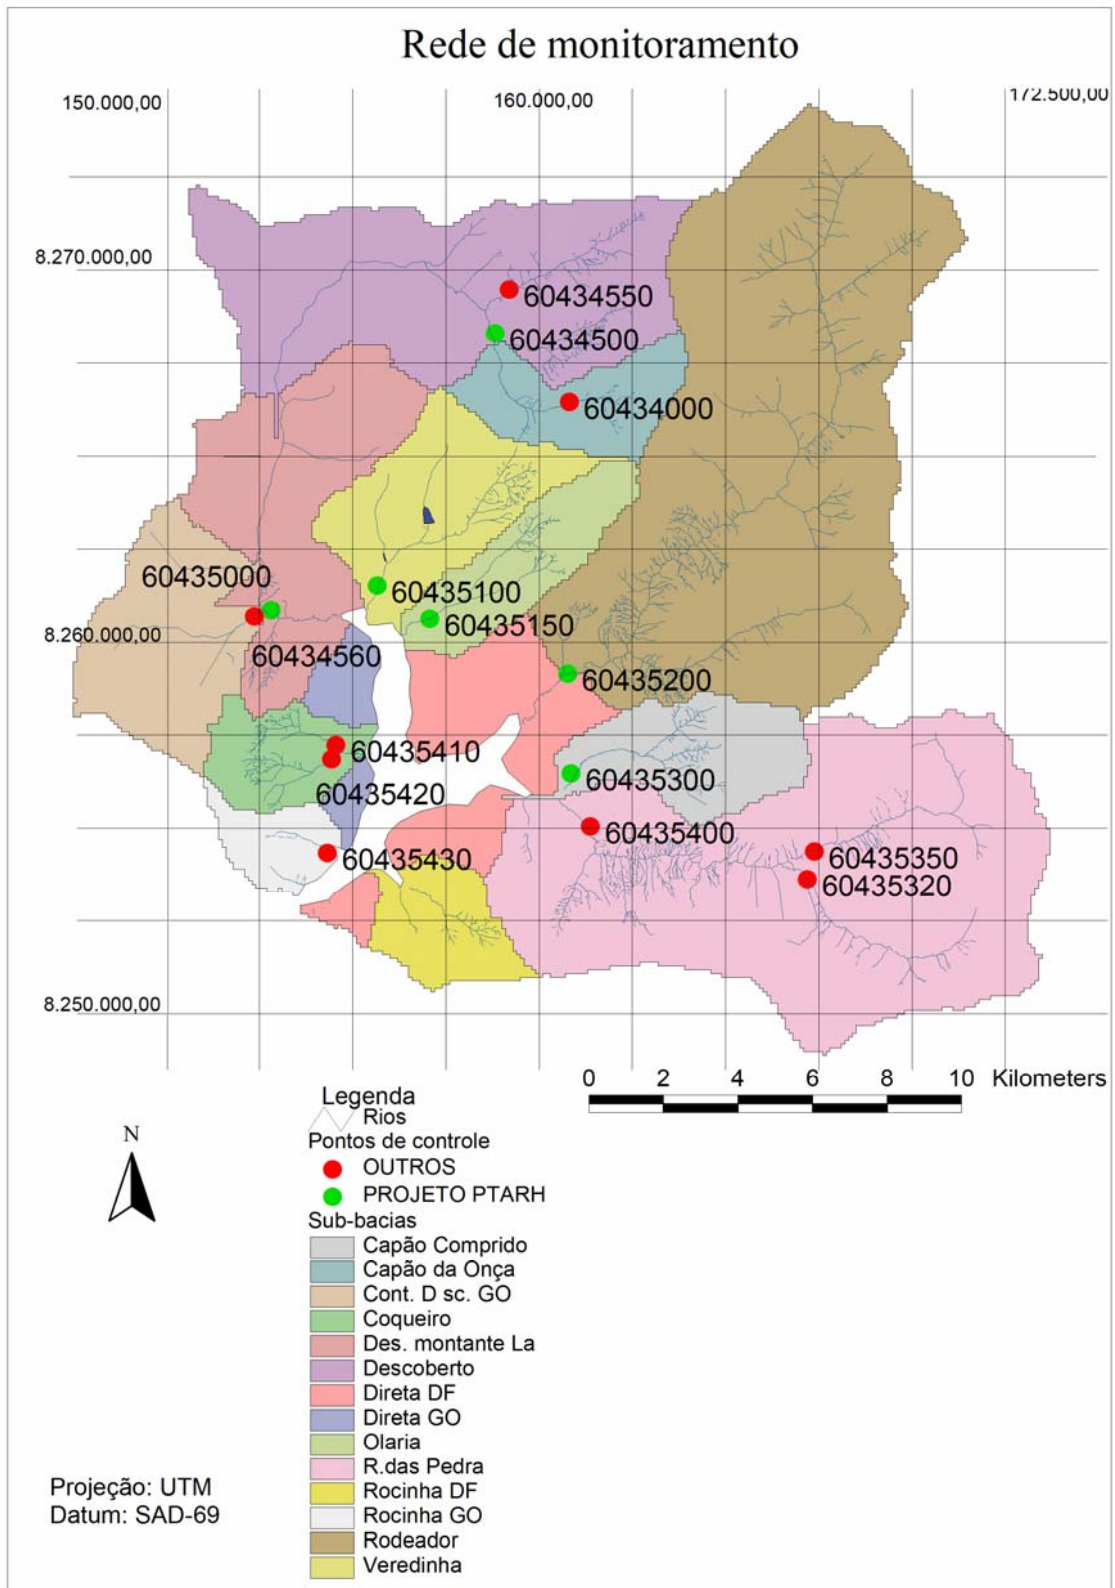 Rede de monitoramento
150.000,00
160.000,00
172.500,00
8.270.000,00
60434550
60434500
60434000
60435000
60435100
60435150
8.260.000,00
60434560
60435200
60435410
60435300
60435420
60435400
60435430
60435350
60435320
8.250.000,00
0 2 4 6 8 10 Kilometers
Legenda
Rios
N
Pontos de controle
OUTROS
PROJETO PTARH
Sub-bacias
Capão Comprido
Capão da Onça
Cont. D sc. GO
Coqueiro
Des. montante La
Descoberto
Direta DF
Direta GO
Olaria
R.das Pedra
Rocinha DF
Rocinha GO
Rodeador
Veredinha
Projeção: UTM
Datum: SAD-69